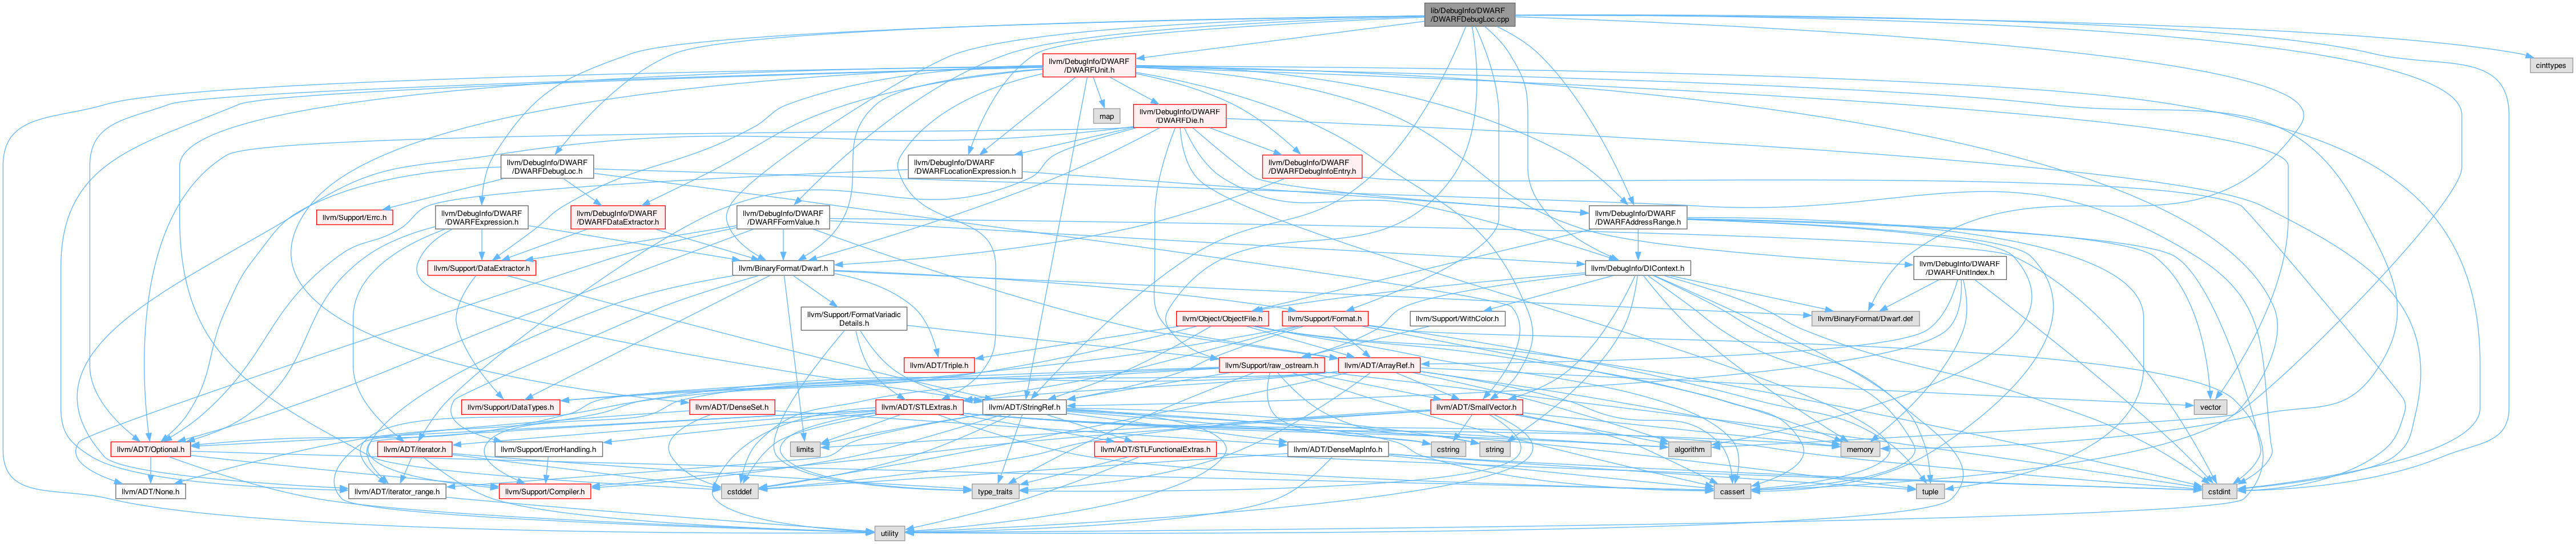 lib/DebugInfo/DWARF
/DWARFDebugLoc.cpp
llvm/DebugInfo/DWARF
/DWARFUnit.h
cinttypes
map
llvm/DebugInfo/DWARF
/DWARFDie.h
llvm/DebugInfo/DWARF
/DWARFDebugLoc.h
llvm/DebugInfo/DWARF
/DWARFLocationExpression.h
llvm/DebugInfo/DWARF
/DWARFDebugInfoEntry.h
llvm/Support/Errc.h
llvm/DebugInfo/DWARF
/DWARFExpression.h
llvm/DebugInfo/DWARF
/DWARFDataExtractor.h
llvm/DebugInfo/DWARF
/DWARFFormValue.h
llvm/DebugInfo/DWARF
/DWARFAddressRange.h
llvm/Support/DataExtractor.h
llvm/BinaryFormat/Dwarf.h
llvm/DebugInfo/DIContext.h
llvm/DebugInfo/DWARF
/DWARFUnitIndex.h
llvm/Support/FormatVariadic
Details.h
llvm/Object/ObjectFile.h
llvm/Support/Format.h
llvm/Support/WithColor.h
llvm/BinaryFormat/Dwarf.def
llvm/ADT/Triple.h
llvm/Support/raw_ostream.h
llvm/ADT/ArrayRef.h
llvm/Support/DataTypes.h
llvm/ADT/DenseSet.h
llvm/ADT/STLExtras.h
llvm/ADT/StringRef.h
llvm/ADT/SmallVector.h
vector
llvm/ADT/Optional.h
llvm/ADT/iterator.h
llvm/Support/ErrorHandling.h
limits
llvm/ADT/STLFunctionalExtras.h
llvm/ADT/DenseMapInfo.h
cstring
string
algorithm
memory
llvm/ADT/None.h
llvm/ADT/iterator_range.h
llvm/Support/Compiler.h
cstddef
type_traits
cassert
tuple
cstdint
utility